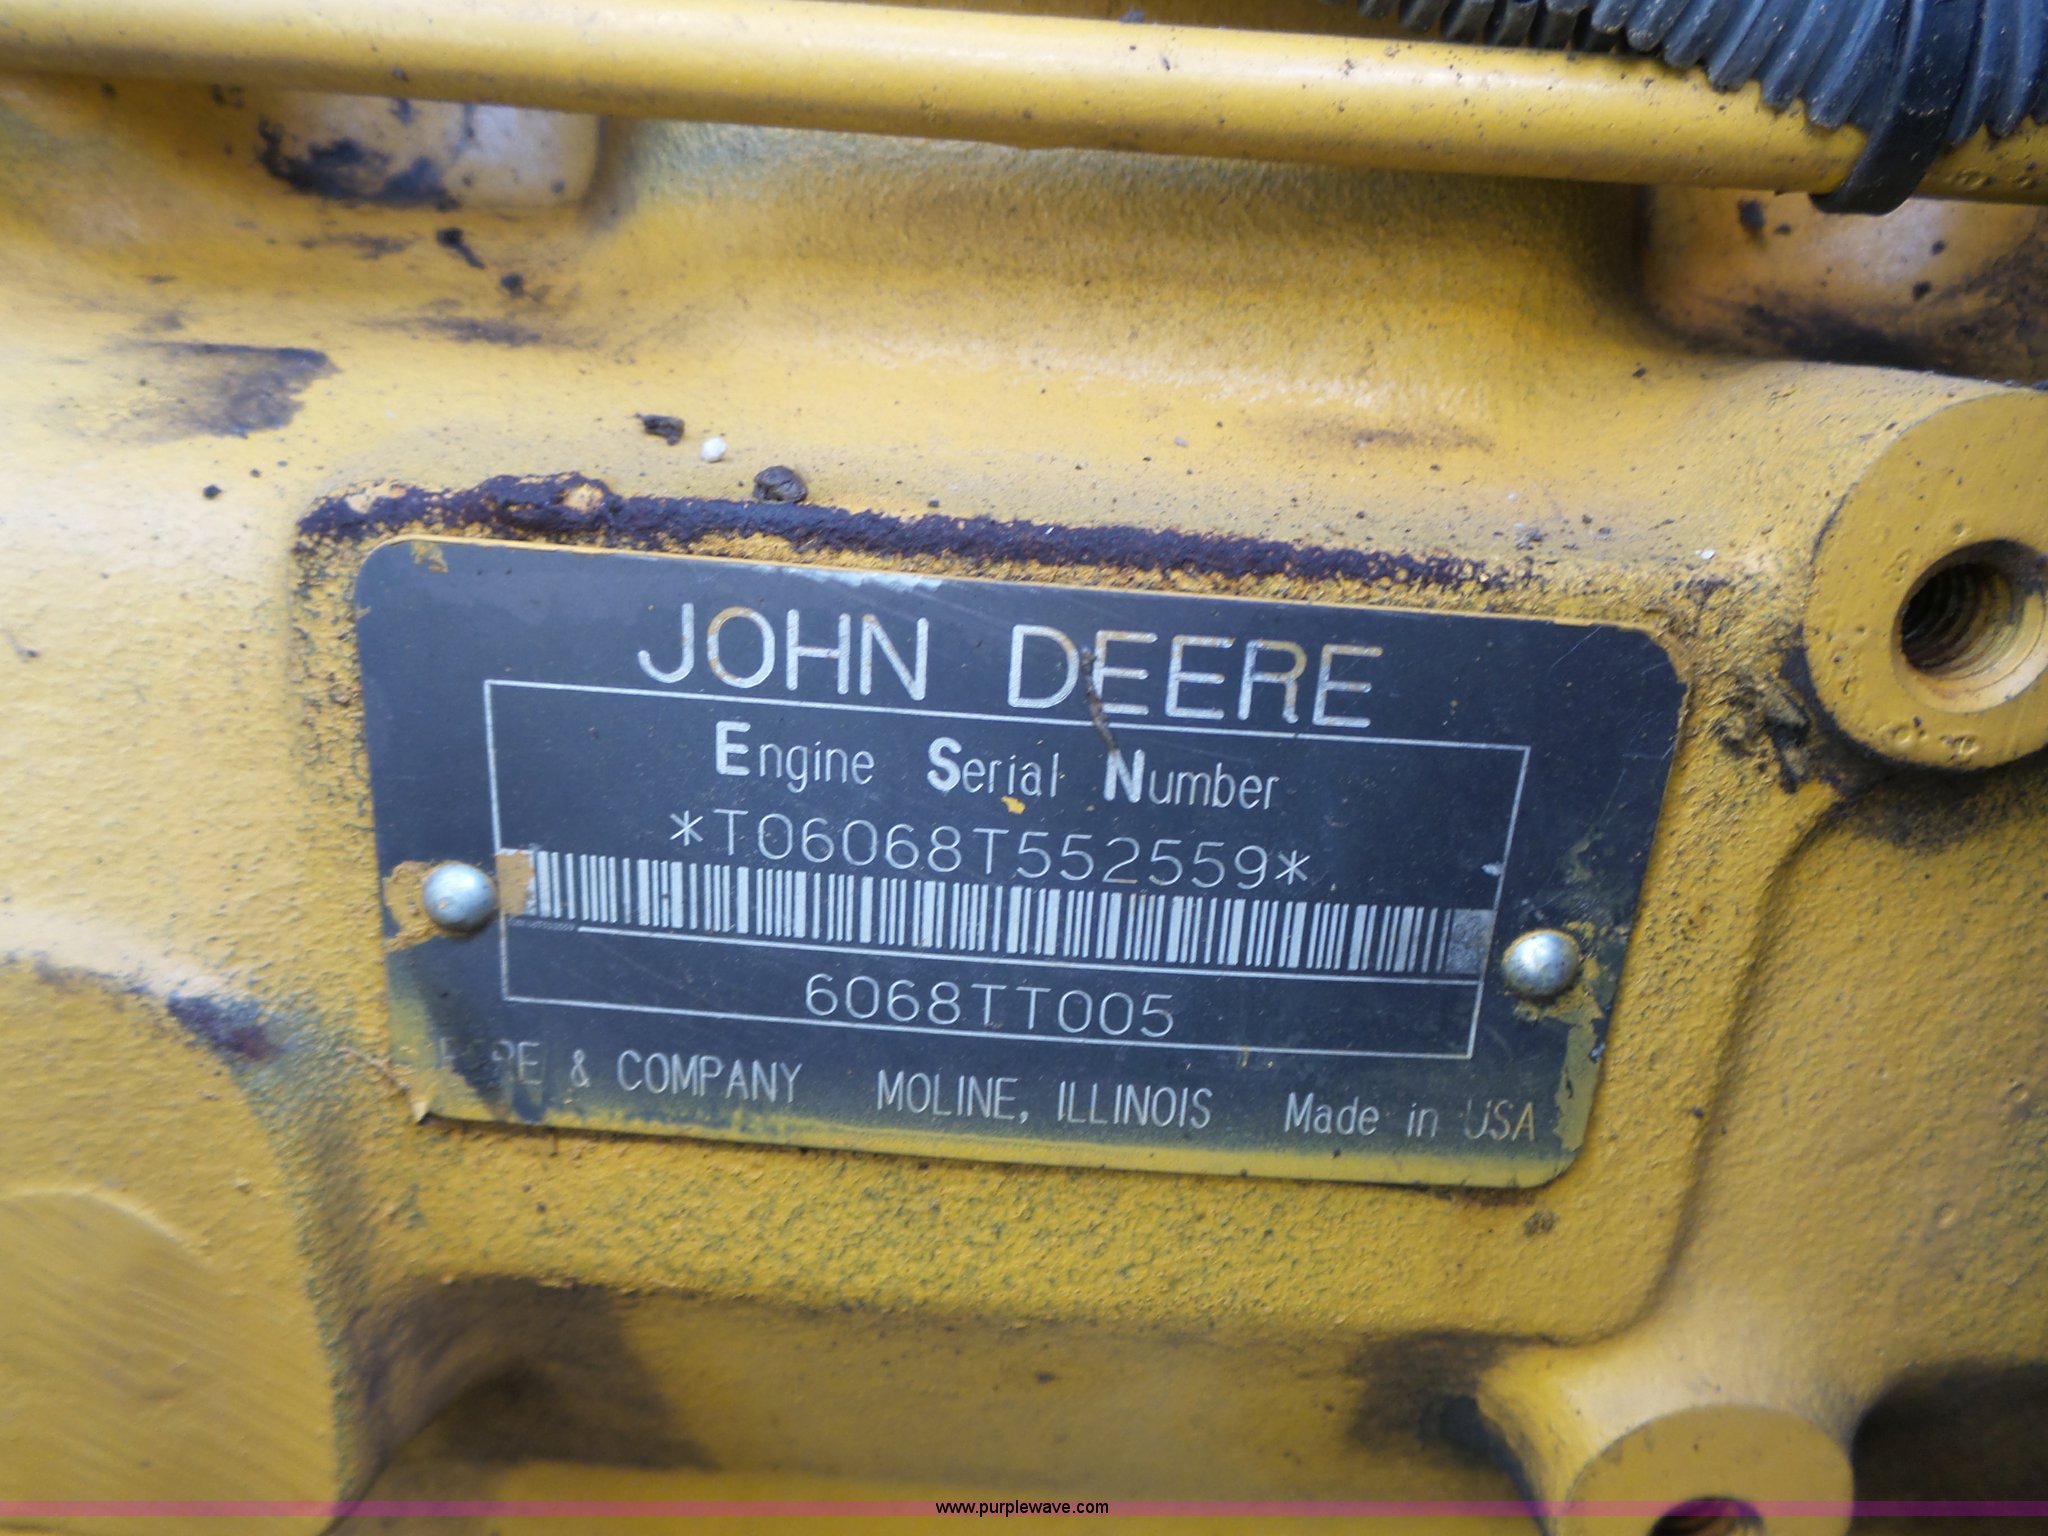 JOHN DEERE
Engine Serial Number
*T06068T552559*
6068TT005
& COMPANY MOLINE, ILLINOIS Made in USA
www.purplewave.com